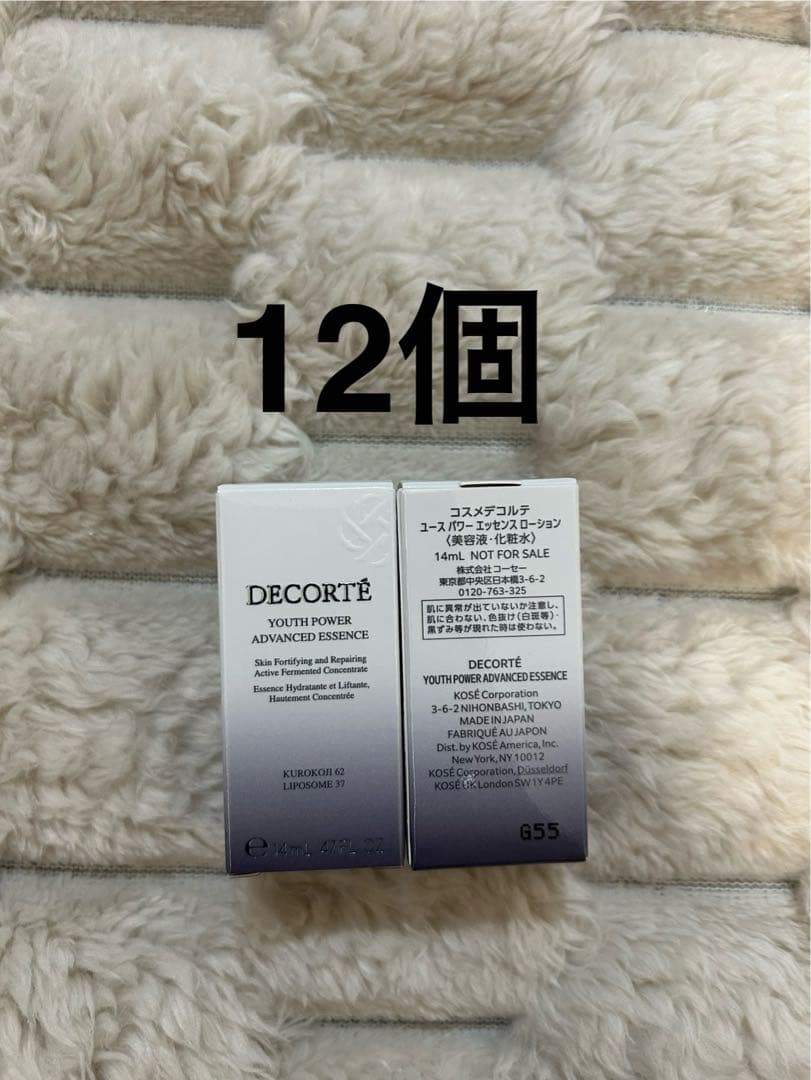 12個
DECORTÉ
YOUTH POWER
ADVANCED ESSENCE
Skin Fortifying and Repairing
Active Fermented Concentrate
Essence Hydratante et Liftante,
Hautement Concentrée
KUROKOJI 62
LIPOSOME 37
℮ 14mL .47FL OZ
コスメデコルテ
ユース パワー エッセンス ローション
〈美容液・化粧水〉
14mL NOT FOR SALE
株式会社 コーセー
東京都中央区日本橋3-6-2
0120-763-325
肌に異常が出ていないか注意し、
肌に合わない、色抜け(白斑等)・
黒ずみ等が現れた時は使わない。
DECORTÉ
YOUTH POWER ADVANCED ESSENCE
KOSÉ Corporation
3-6-2 NIHONBASHI, TOKYO
MADE IN JAPAN
FABRIQUÉ AU JAPON
Dist. by KOSÉ America, Inc.
New York, NY 10012
KOSÉ Corporation, Düsseldorf
KOSÉ UK London SW1Y 4PE
G55